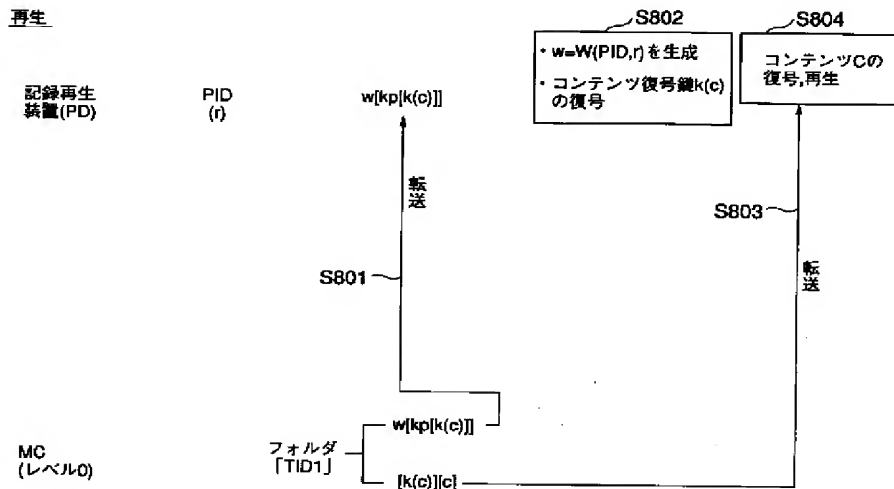 再生
S802
S804
・ w=W(PID,r)を生成
・ コンテンツ復号鍵k(c)
の復号
コンテンツCの
復号,再生
記録再生
装置(PD)
PID
(r)
w[kp[k(c)]]
転送
S801
S803
転送
MC
(レベル0)
フォルダ
「TID1」
w[kp[k(c)]]
[k(c)][c]